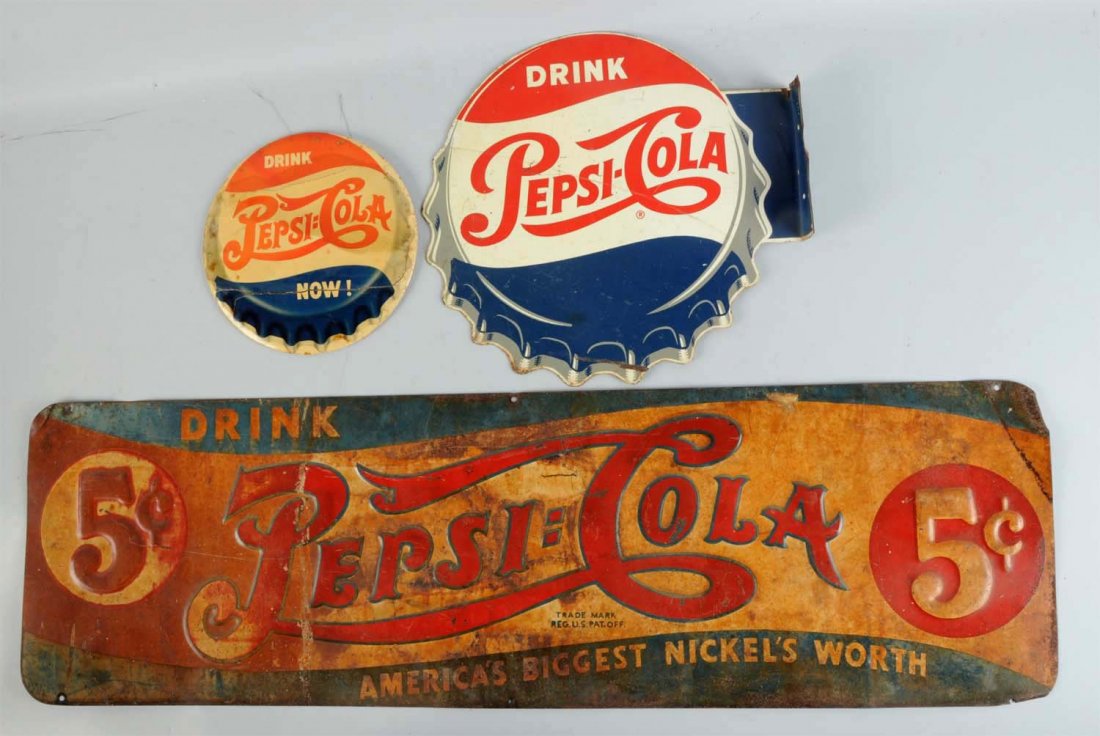 DRINK
PEPSI=COLA
NOW!
DRINK
PEPSI-COLA
®
DRINK
5¢
PEPSI=COLA
5¢
TRADE MARK
REG. U.S. PAT. OFF.
AMERICA'S BIGGEST NICKEL'S WORTH